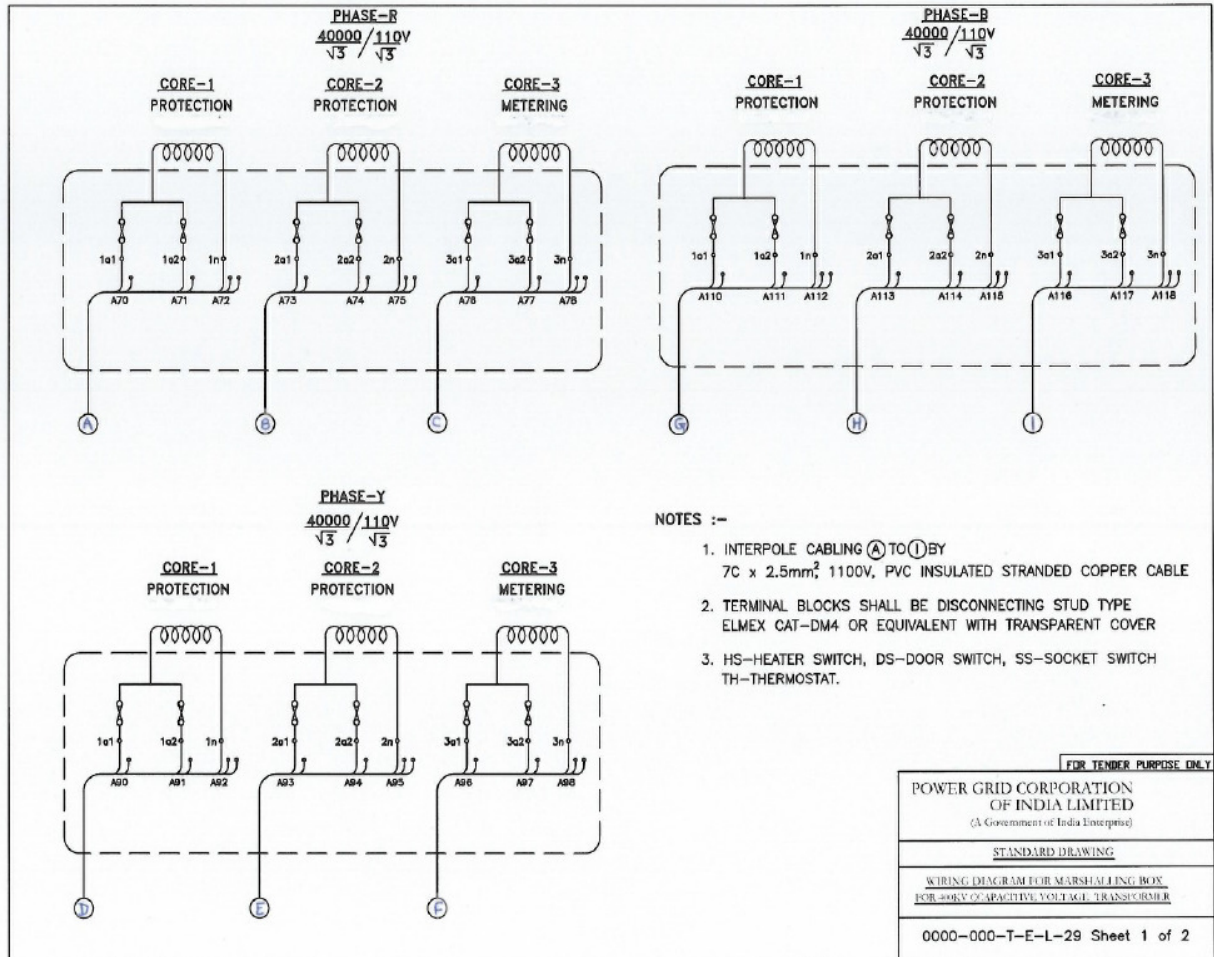 PHASE-R
40000/√3 / 110V/√3
CORE-1 CORE-2 CORE-3
PROTECTION PROTECTION METERING
1a1 1a2 1n 2a1 2a2 2n 3a1 3a2 3n
A70 A71 A72 A73 A74 A75 A76 A77 A78
A B C
PHASE-B
40000/√3 / 110V/√3
CORE-1 CORE-2 CORE-3
PROTECTION PROTECTION METERING
1a1 1a2 1n 2a1 2a2 2n 3a1 3a2 3n
A110 A111 A112 A113 A114 A115 A116 A117 A118
G H I
PHASE-Y
40000/√3 / 110V/√3
CORE-1 CORE-2 CORE-3
PROTECTION PROTECTION METERING
1a1 1a2 1n 2a1 2a2 2n 3a1 3a2 3n
A90 A91 A92 A93 A94 A95 A96 A97 A98
D E F
NOTES :-
1. INTERPOLE CABLING A TO I BY
7C x 2.5mm², 1100V, PVC INSULATED STRANDED COPPER CABLE
2. TERMINAL BLOCKS SHALL BE DISCONNECTING STUD TYPE
ELMEX CAT-DM4 OR EQUIVALENT WITH TRANSPARENT COVER
3. HS-HEATER SWITCH, DS-DOOR SWITCH, SS-SOCKET SWITCH
TH-THERMOSTAT.
FOR TENDER PURPOSE ONLY
POWER GRID CORPORATION
OF INDIA LIMITED
(A Government of India Enterprise)
STANDARD DRAWING
WIRING DIAGRAM FOR MARSHALLING BOX
FOR 400KV CCAPACITIVE VOLTAGE TRANSFORMER
0000-000-T-E-L-29 Sheet 1 of 2